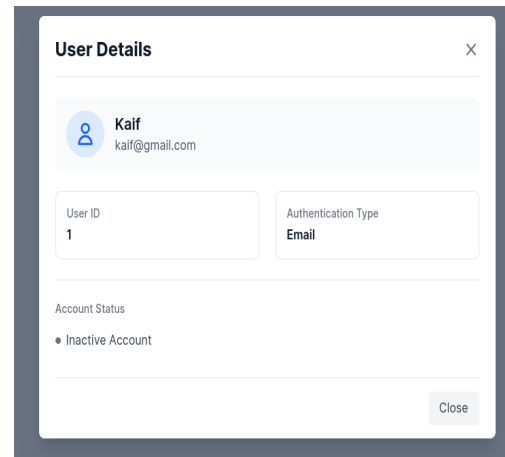 User Details
Kaif
kaif@gmail.com
User ID
1
Authentication Type
Email
Account Status
Inactive Account
Close